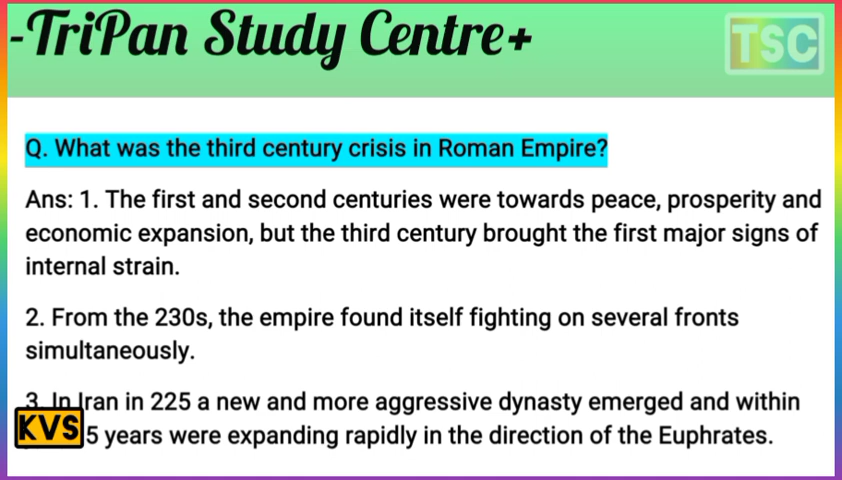 -TriPan Study Centre+
TSC
Q. What was the third century crisis in Roman Empire?
Ans: 1. The first and second centuries were towards peace, prosperity and
economic expansion, but the third century brought the first major signs of
internal strain.
2. From the 230s, the empire found itself fighting on several fronts
simultaneously.
3. In Iran in 225 a new and more aggressive dynasty emerged and within
KVS
5 years were expanding rapidly in the direction of the Euphrates.